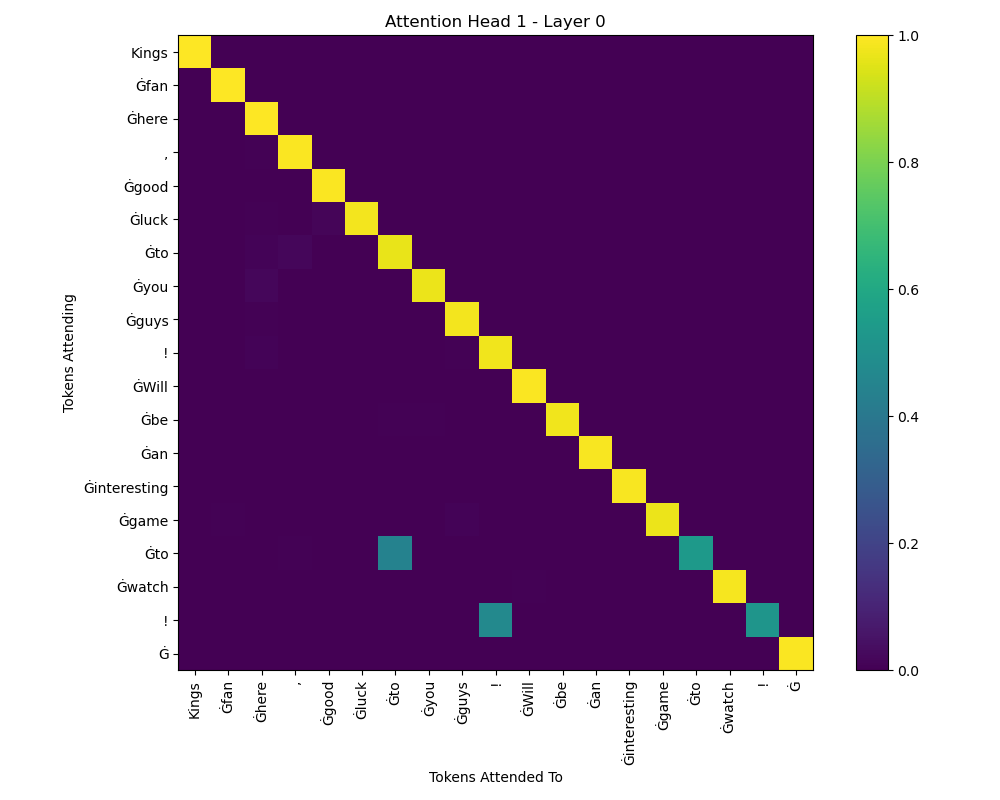 Attention Head 1 - Layer 0
Kings
Ġfan
Ġhere
,
Ġgood
Ġluck
Ġto
Ġyou
Ġguys
!
ĠWill
Ġbe
Ġan
Ġinteresting
Ġgame
Ġto
Ġwatch
!
Ġ
Tokens Attending
Kings
Ġfan
Ġhere
,
Ġgood
Ġluck
Ġto
Ġyou
Ġguys
!
ĠWill
Ġbe
Ġan
Ġinteresting
Ġgame
Ġto
Ġwatch
!
Ġ
Tokens Attended To
1.0
0.8
0.6
0.4
0.2
0.0